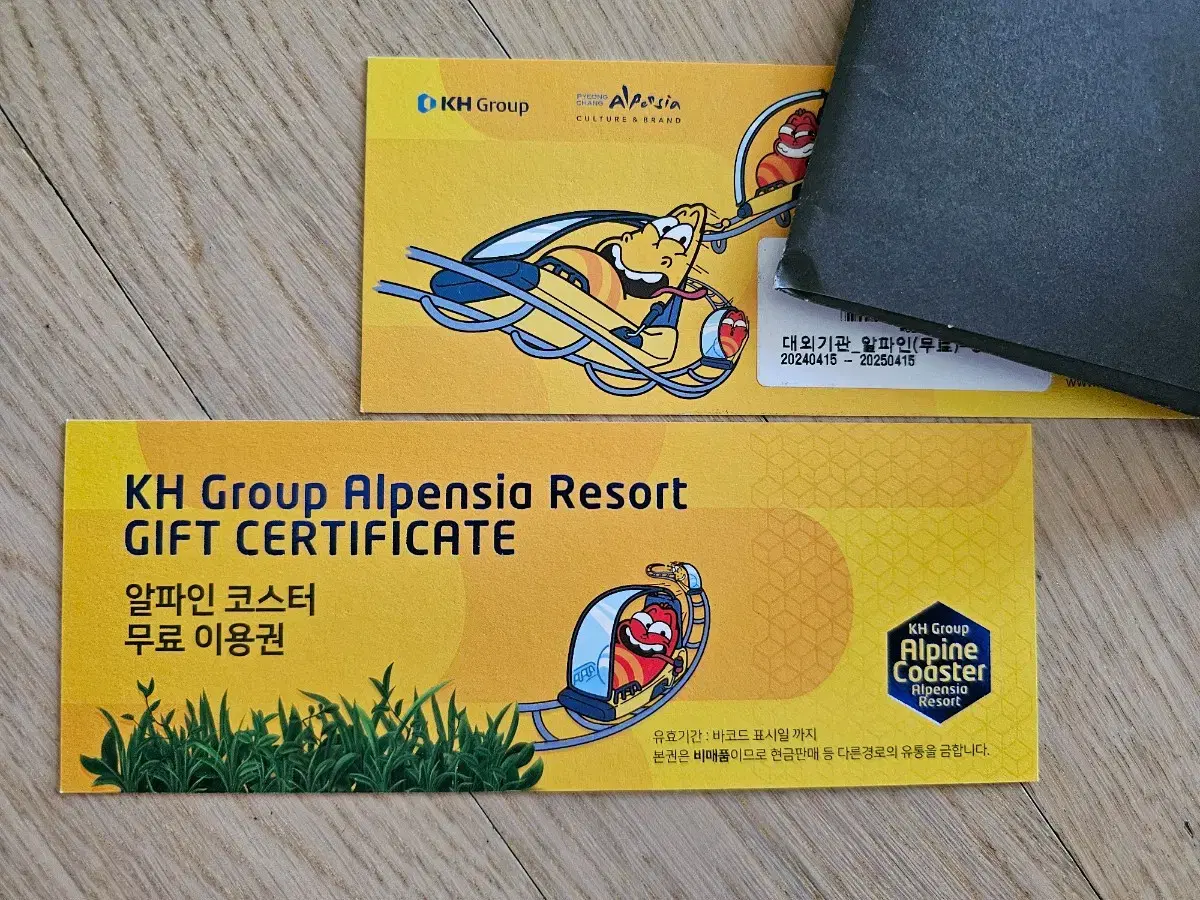 KH Group
PYEONG
CHANG
Alpensia
CULTURE & BRAND
대외기관_알파인(무료)
20240415 - 20250415
KH Group Alpensia Resort
GIFT CERTIFICATE
알파인 코스터
무료 이용권
KH Group
Alpine
Coaster
Alpensia
Resort
유효기간 : 바코드 표시일 까지
본권은 비매품이므로 현금판매 등 다른경로의 유통을 금합니다.